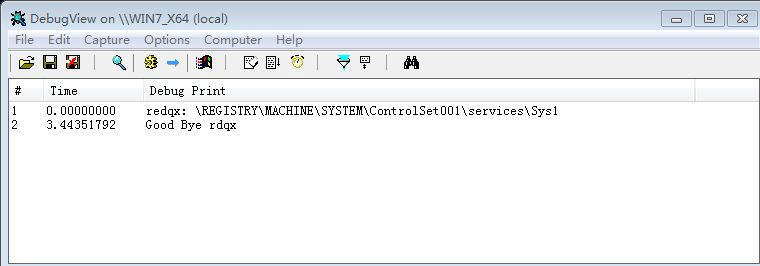 DebugView on \\WIN7_X64 (local)
File Edit Capture Options Computer Help
# Time Debug Print
1 0.00000000 redqx: \REGISTRY\MACHINE\SYSTEM\ControlSet001\services\Sys1
2 3.44351792 Good Bye rdqx